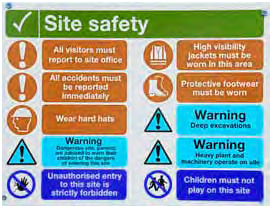 Site safety
All visitors must
report to site office
All accidents must
be reported
immediately
Wear hard hats
Warning
Dangerous site, parents
are advised to warn their
children of the dangers
of entering this site
Unauthorised entry
to this site is
strictly forbidden
High visibility
jackets must be
worn in this area
Protective footwear
must be worn
Warning
Deep excavations
Warning
Heavy plant and
machinery operate on site
Children must not
play on this site